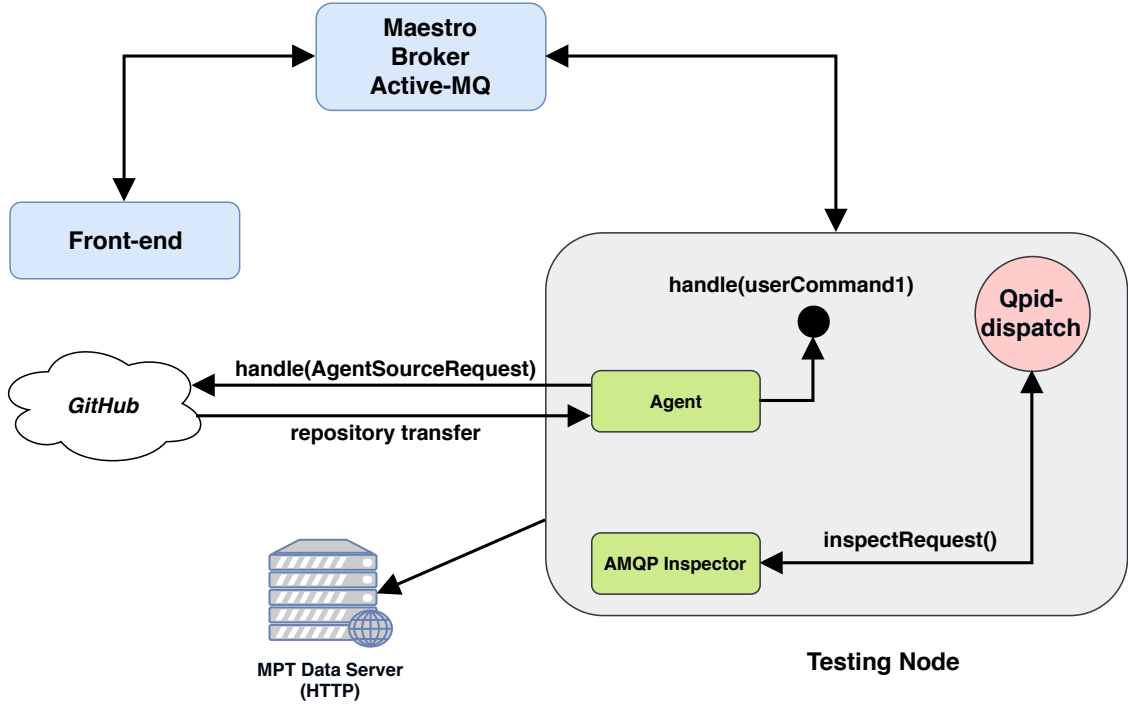 Maestro
Broker
Active-MQ
Front-end
handle(userCommand1)
Qpid-
dispatch
handle(AgentSourceRequest)
GitHub
Agent
repository transfer
inspectRequest()
AMQP Inspector
Testing Node
MPT Data Server
(HTTP)